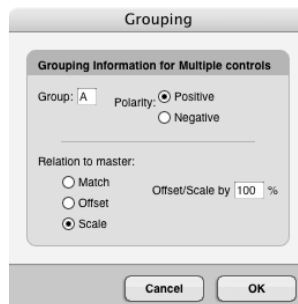 Grouping
Grouping Information for Multiple controls
Group: A Polarity: Positive
Negative
Relation to master:
Match Offset/Scale by 100 %
Offset
Scale
Cancel OK